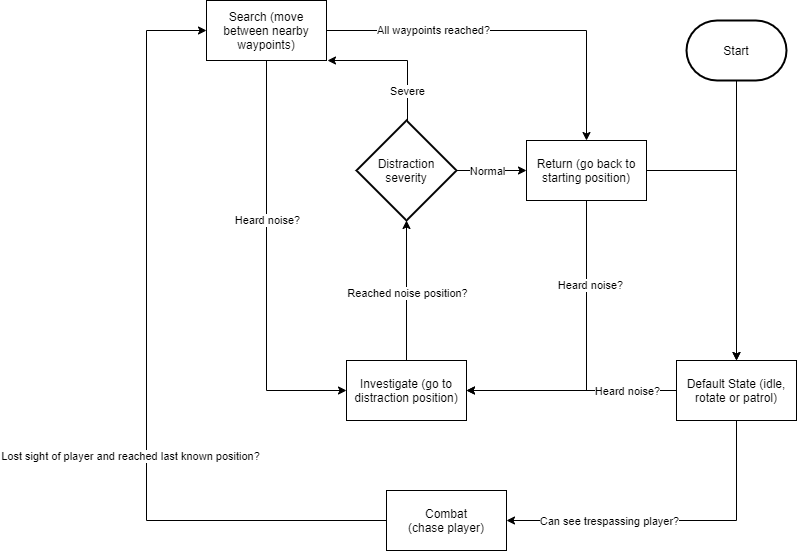 Search (move
between nearby
waypoints)
All waypoints reached?
Start
Severe
Distraction
severity
Normal
Return (go back to
starting position)
Heard noise?
Heard noise?
Reached noise position?
Investigate (go to
distraction position)
Heard noise?
Default State (idle,
rotate or patrol)
Lost sight of player and reached last known position?
Combat
(chase player)
Can see trespassing player?